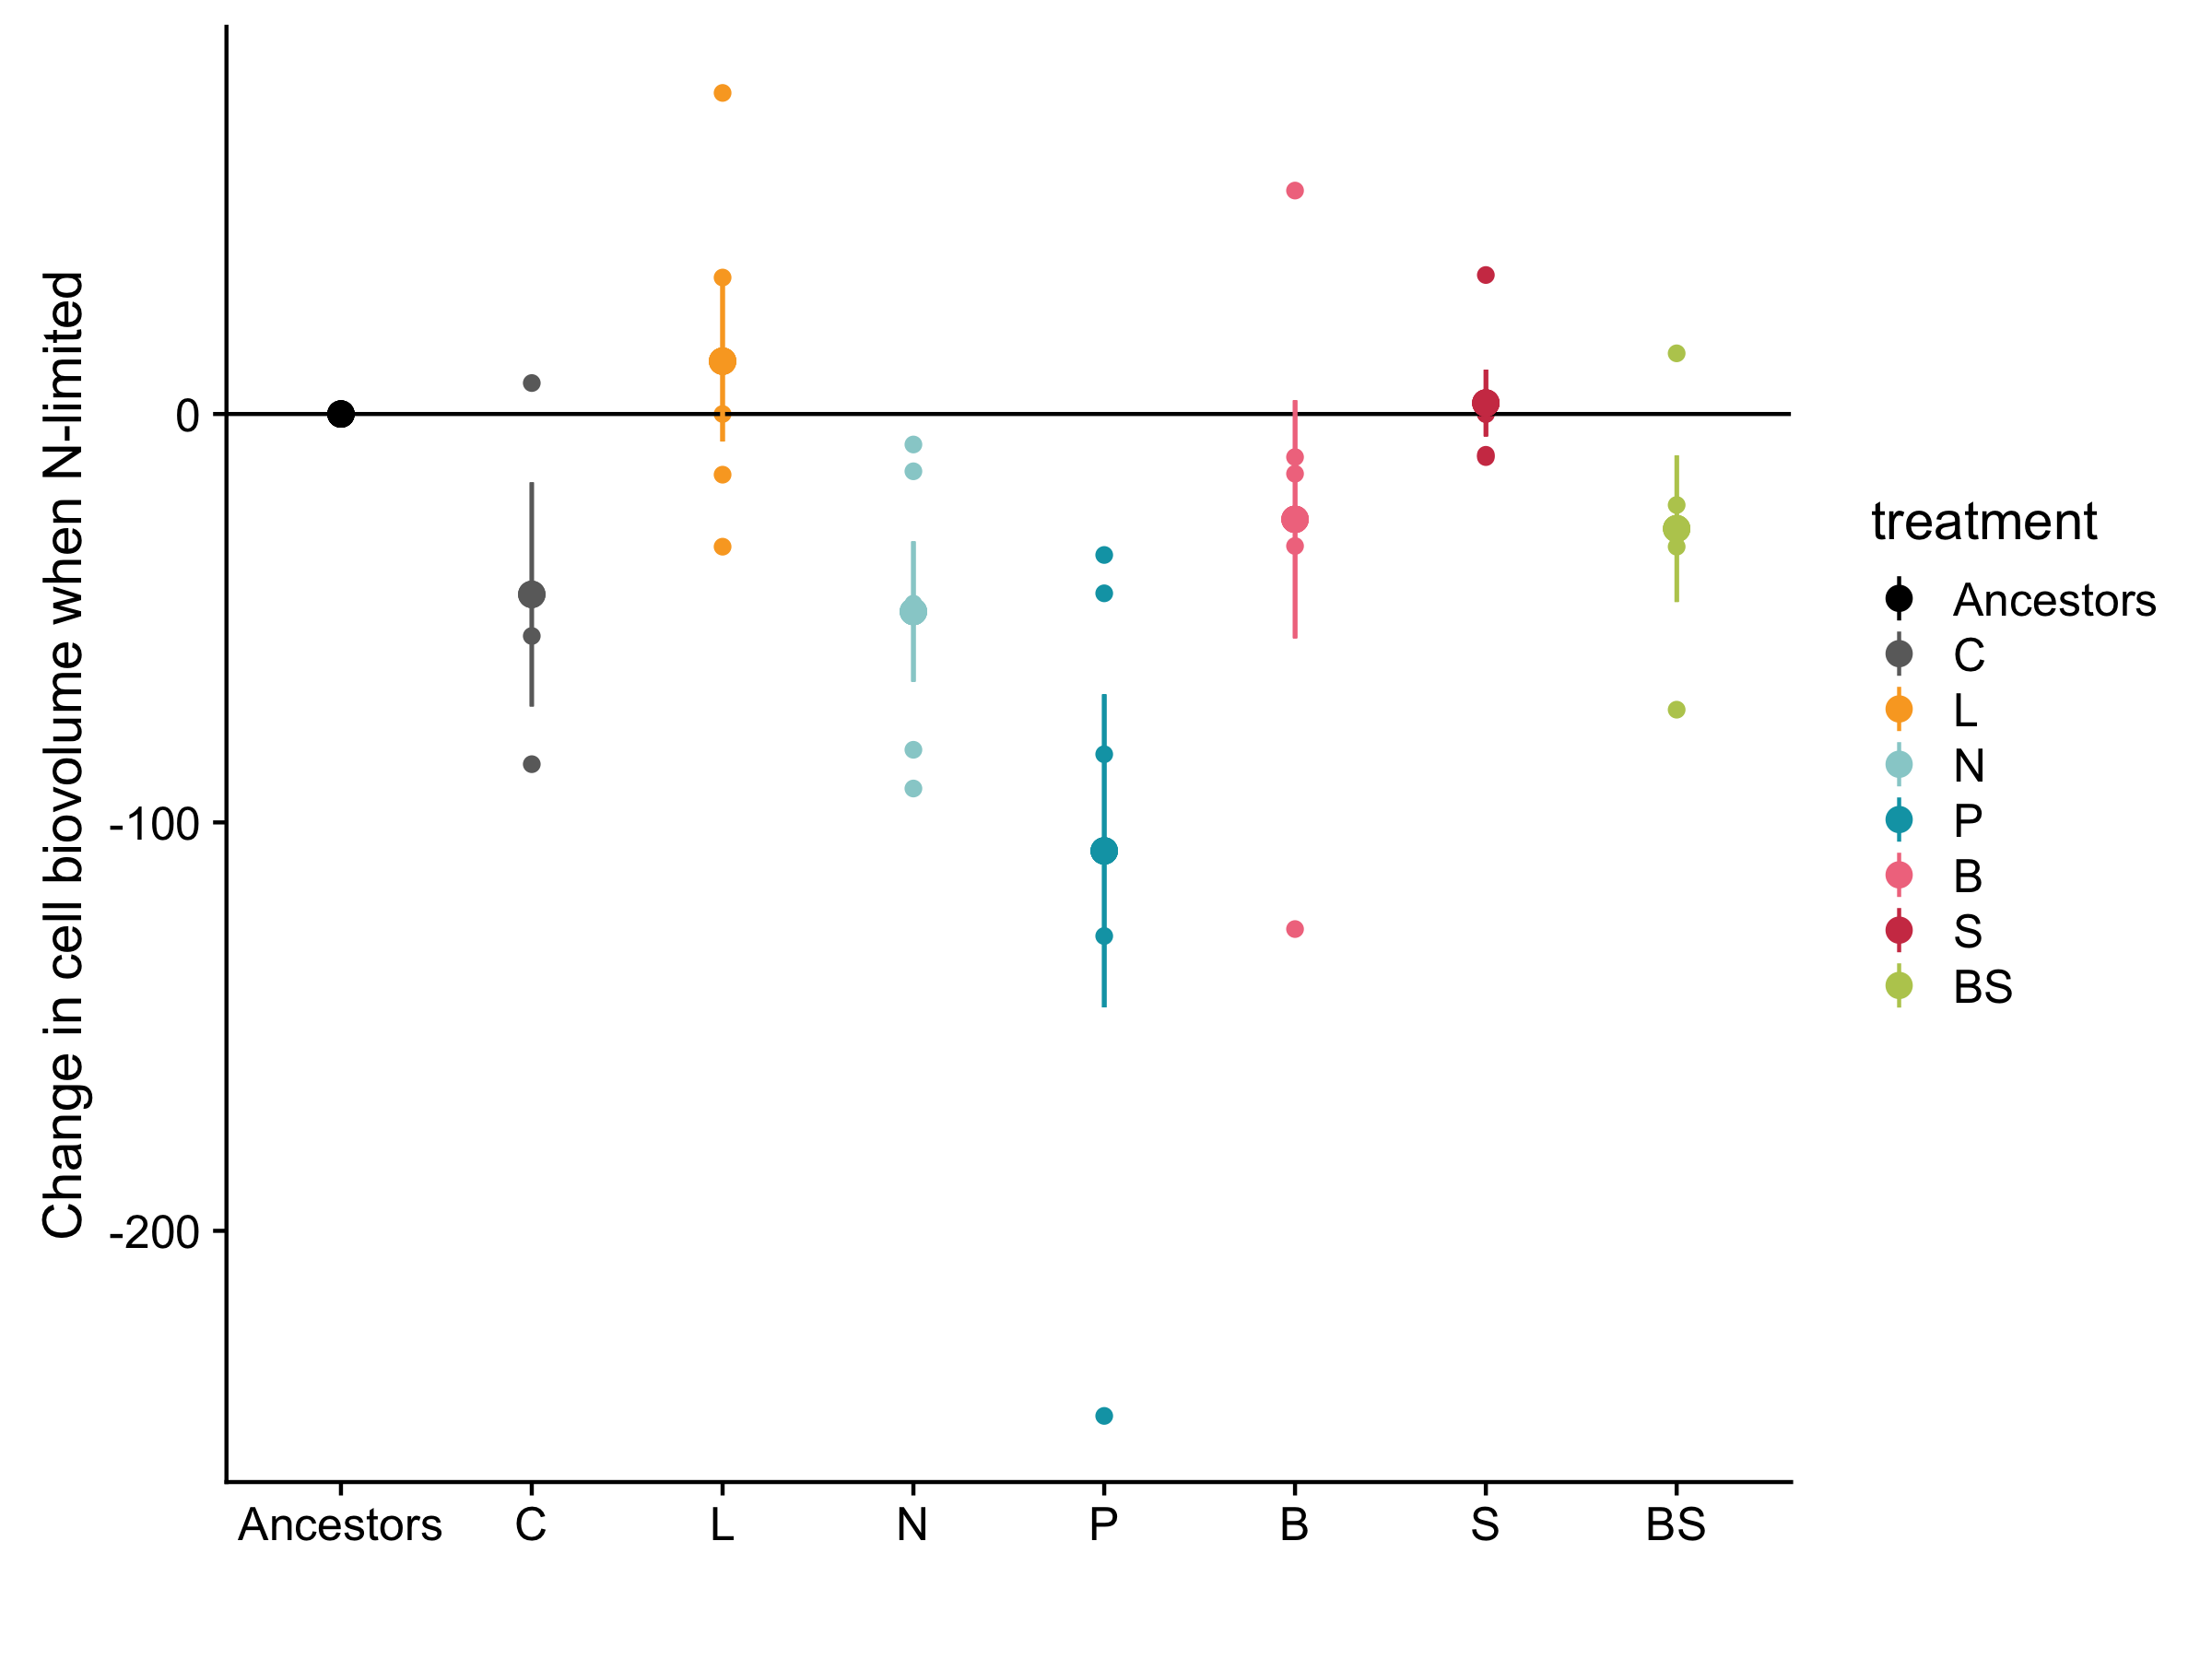 Change in cell biovolume when N-limited
0
-100
-200
Ancestors C L N P B S BS
treatment
Ancestors
C
L
N
P
B
S
BS